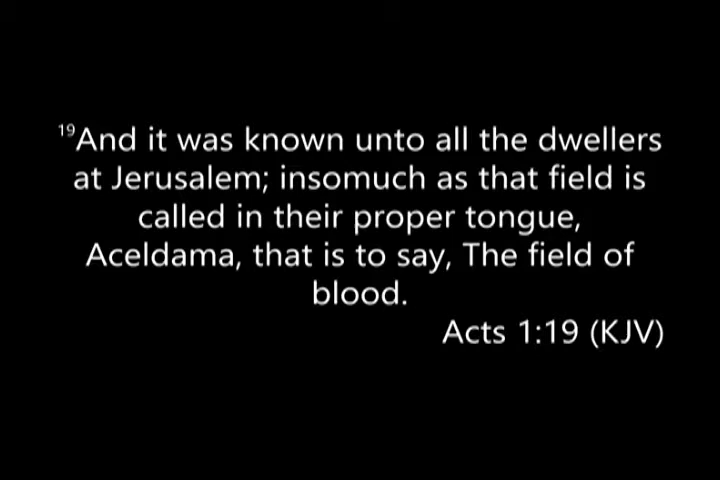 19And it was known unto all the dwellers
at Jerusalem; insomuch as that field is
called in their proper tongue,
Aceldama, that is to say, The field of
blood.
Acts 1:19 (KJV)